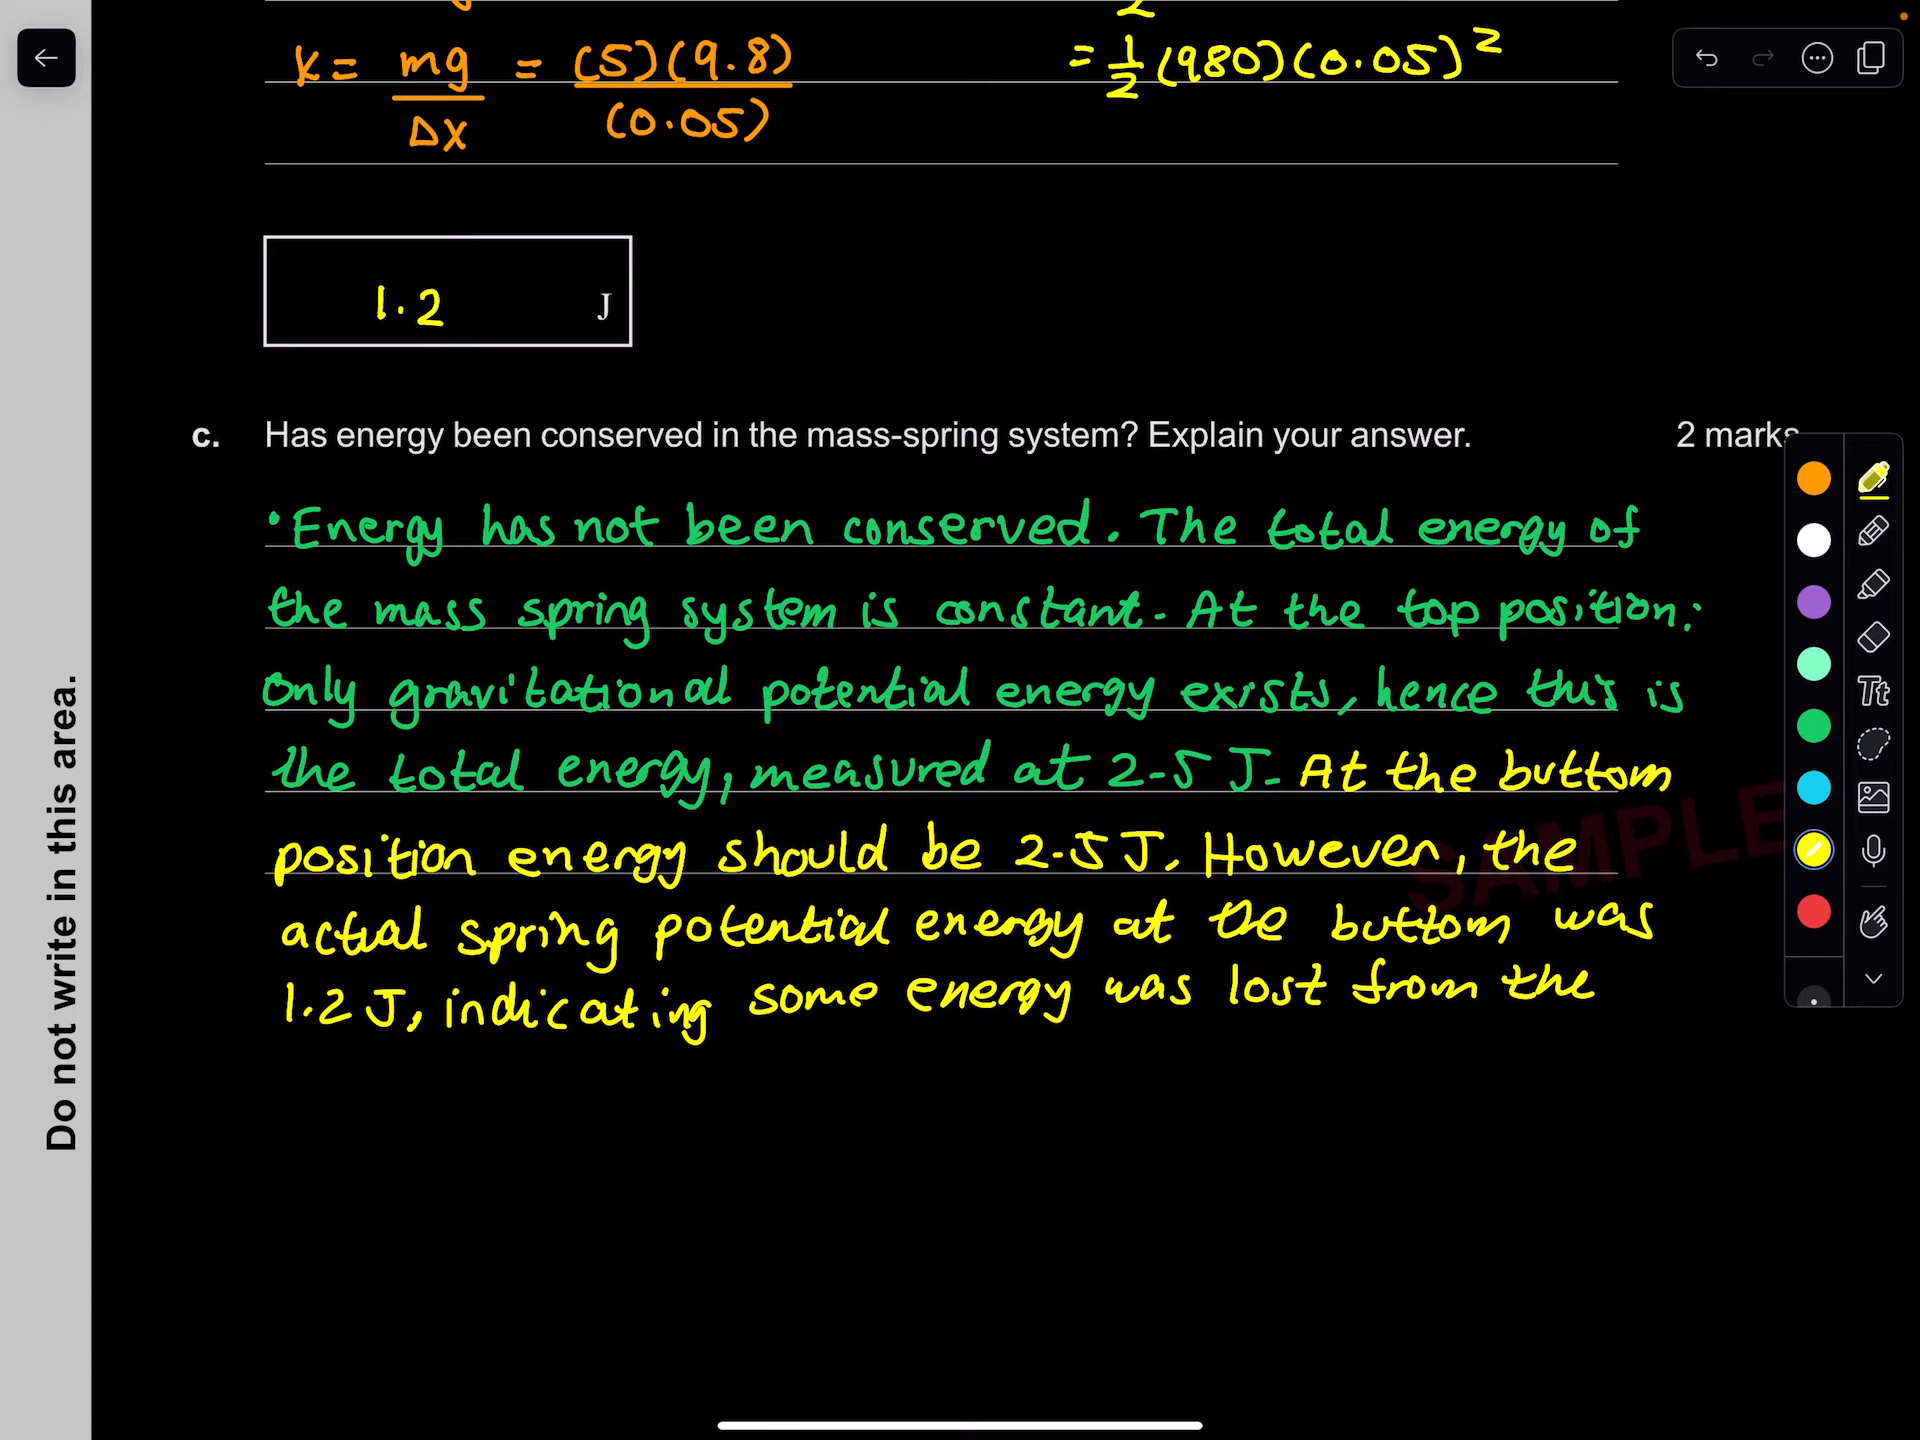 K = mg / Δx = (5)(9.8) / (0.05)
= 1/2 (980)(0.05)²
1.2 J
c. Has energy been conserved in the mass-spring system? Explain your answer. 2 marks
• Energy has not been conserved. The total energy of
the mass spring system is constant. At the top position:
Only gravitational potential energy exists, hence this is
the total energy, measured at 2.5 J. At the buttom
position energy should be 2.5 J. However, the
actual spring potential energy at the buttom was
1.2 J, indicating some energy was lost from the
Do not write in this area.
SAMPLE
Tt